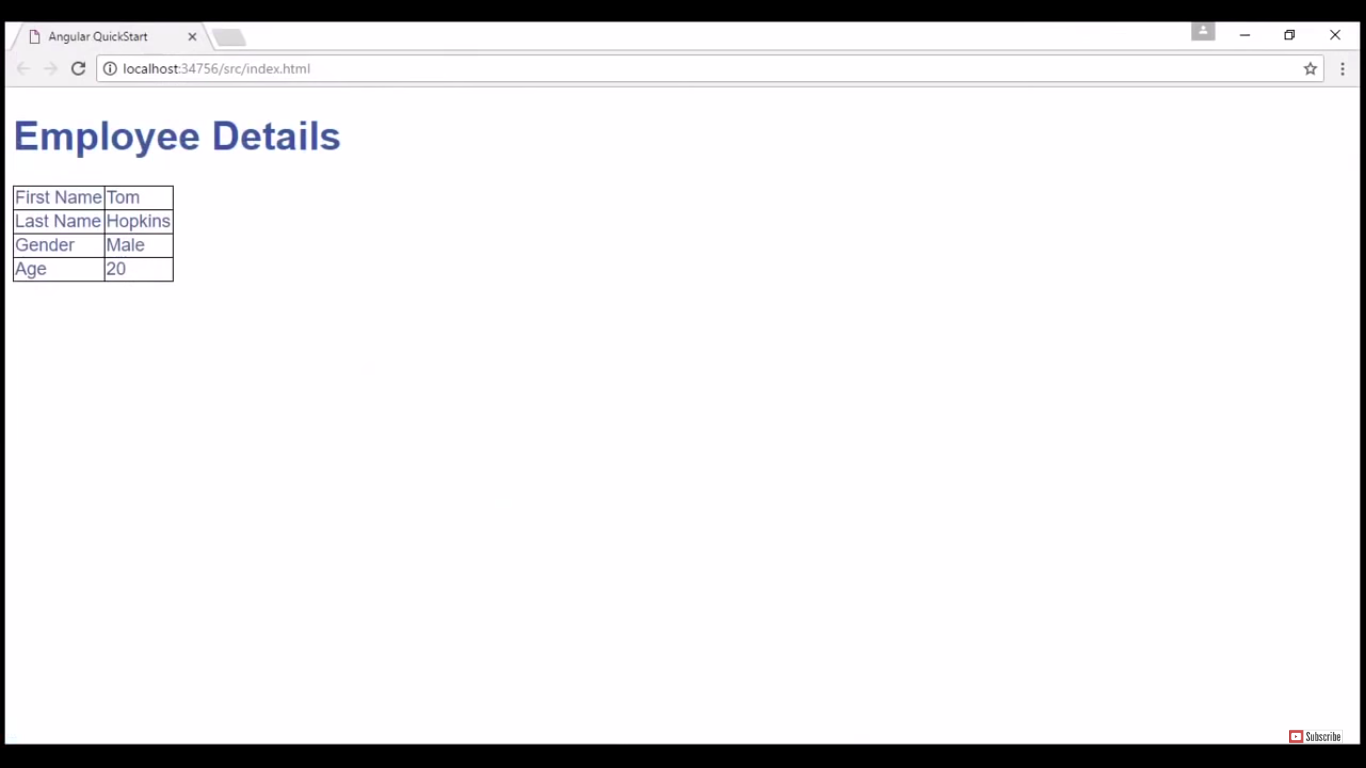 Angular QuickStart
localhost:34756/src/index.html
Employee Details
First Name Tom
Last Name Hopkins
Gender Male
Age 20
Subscribe